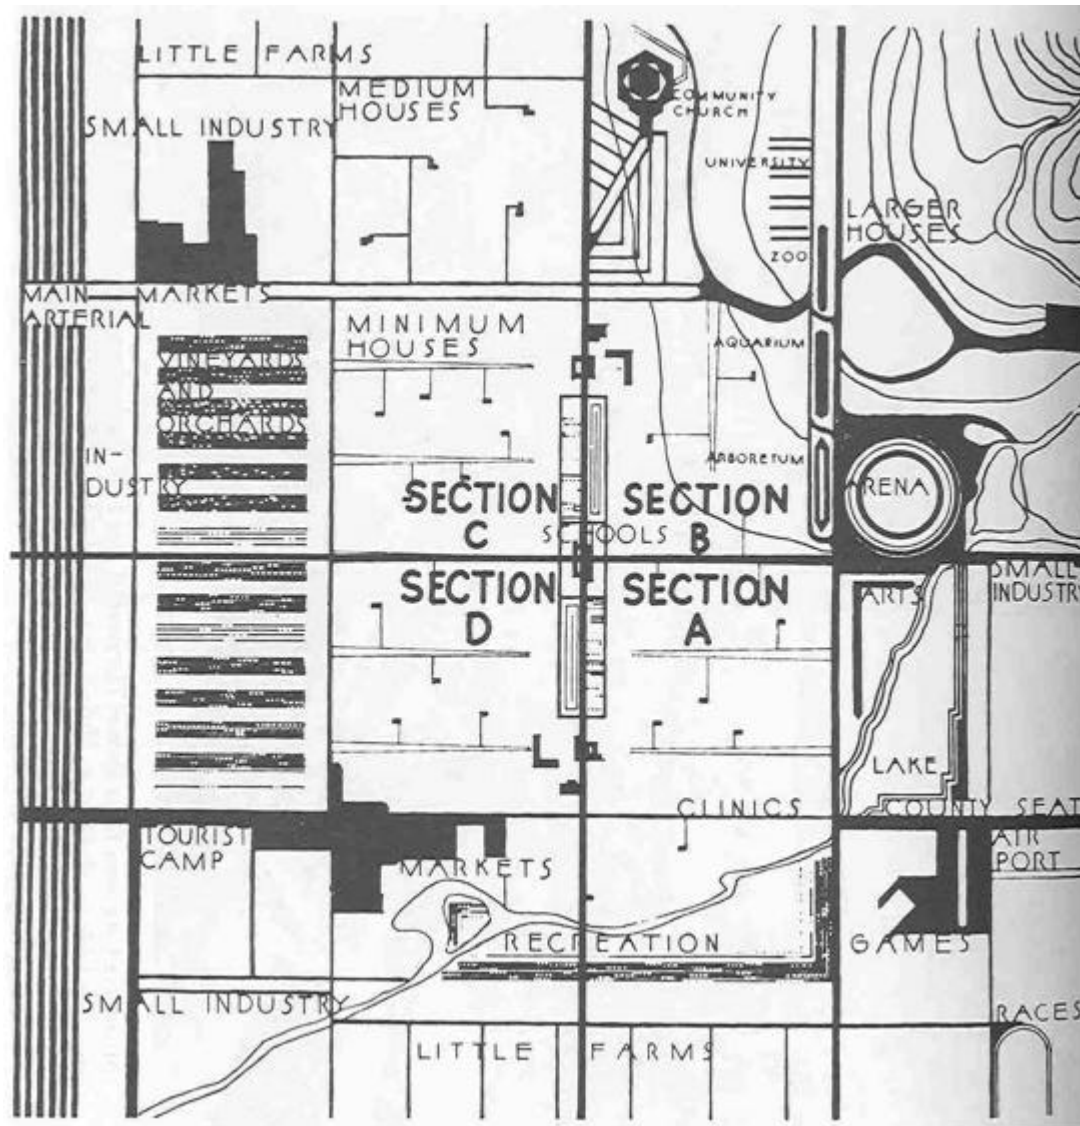 LITTLE FARMS
MEDIUM
HOUSES
SMALL INDUSTRY
COMMUNITY
CHURCH
UNIVERSITY
LARGER
HOUSES
ZOO
MAIN MARKETS
ARTERIAL
MINIMUM
HOUSES
AQUARIUM
VINEYARDS
AND
ORCHARDS
IN-
DUSTRY
ARBORETUM
ARENA
SECTION
C
SECTION
B
SCHOOLS
SECTION
D
SECTION
A
ARTS
SMALL
INDUSTRY
LAKE
CLINICS
COUNTY SEAT
TOURIST
CAMP
MARKETS
AIR
PORT
RECREATION
GAMES
SMALL INDUSTRY
RACES
LITTLE FARMS